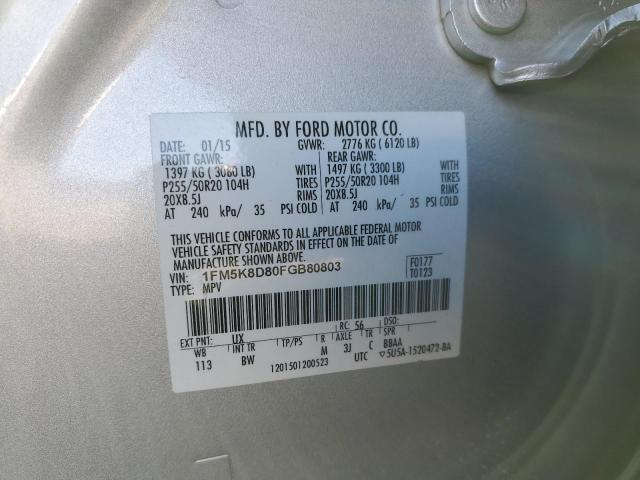 MFD. BY FORD MOTOR CO.
DATE: 01/15 GVWR: 2776 KG ( 6120 LB)
FRONT GAWR: REAR GAWR:
1397 KG ( 3080 LB) WITH 1497 KG ( 3300 LB) WITH
P255/50R20 104H TIRES P255/50R20 104H TIRES
20X8.5J RIMS 20X8.5J RIMS
AT 240 kPa/ 35 PSI COLD AT 240 kPa/ 35 PSI COLD
THIS VEHICLE CONFORMS TO ALL APPLICABLE FEDERAL MOTOR
VEHICLE SAFETY STANDARDS IN EFFECT ON THE DATE OF
MANUFACTURE SHOWN ABOVE.
VIN: 1FM5K8D80FGB80803 F0177
TYPE: MPV T0123
EXT PNT: UX RC: 56 DSO:
WB INT TR TP/PS R AXLE TR SPR
113 BW M 3J C BBAA
1201501200523 UTC 5U5A-1520472-BA